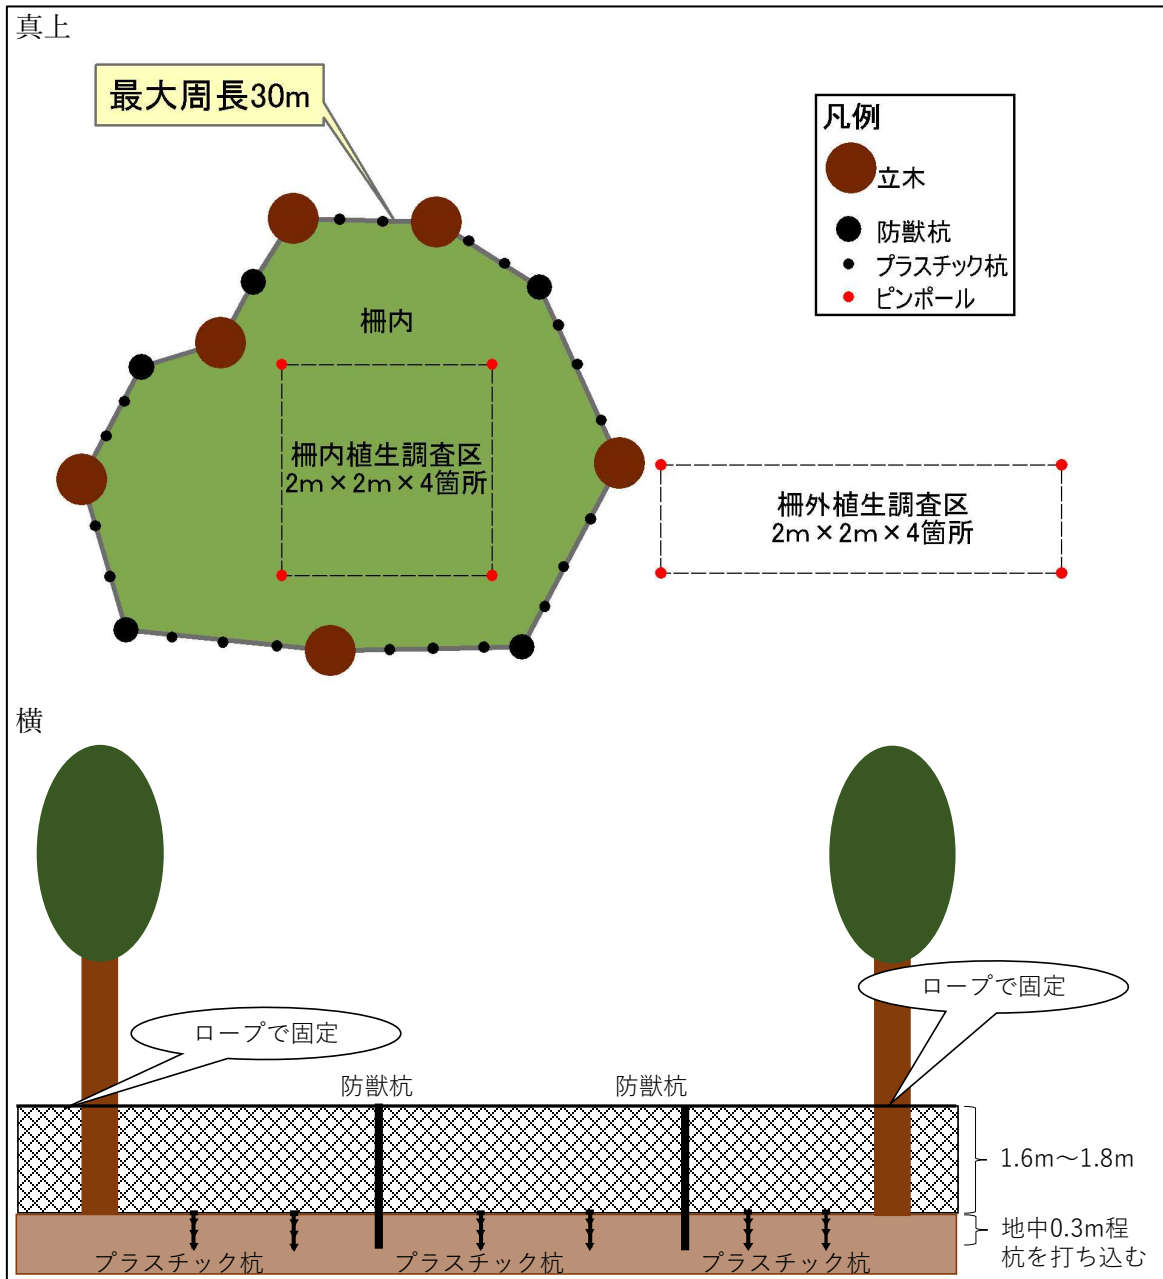 真上
最大周長30m
凡例
立木
防獣杭
プラスチック杭
ピンポール
柵内
柵内植生調査区
2m×2m×4箇所
柵外植生調査区
2m×2m×4箇所
横
ロープで固定
ロープで固定
防獣杭
防獣杭
1.6m～1.8m
地中0.3m程
杭を打ち込む
プラスチック杭
プラスチック杭
プラスチック杭